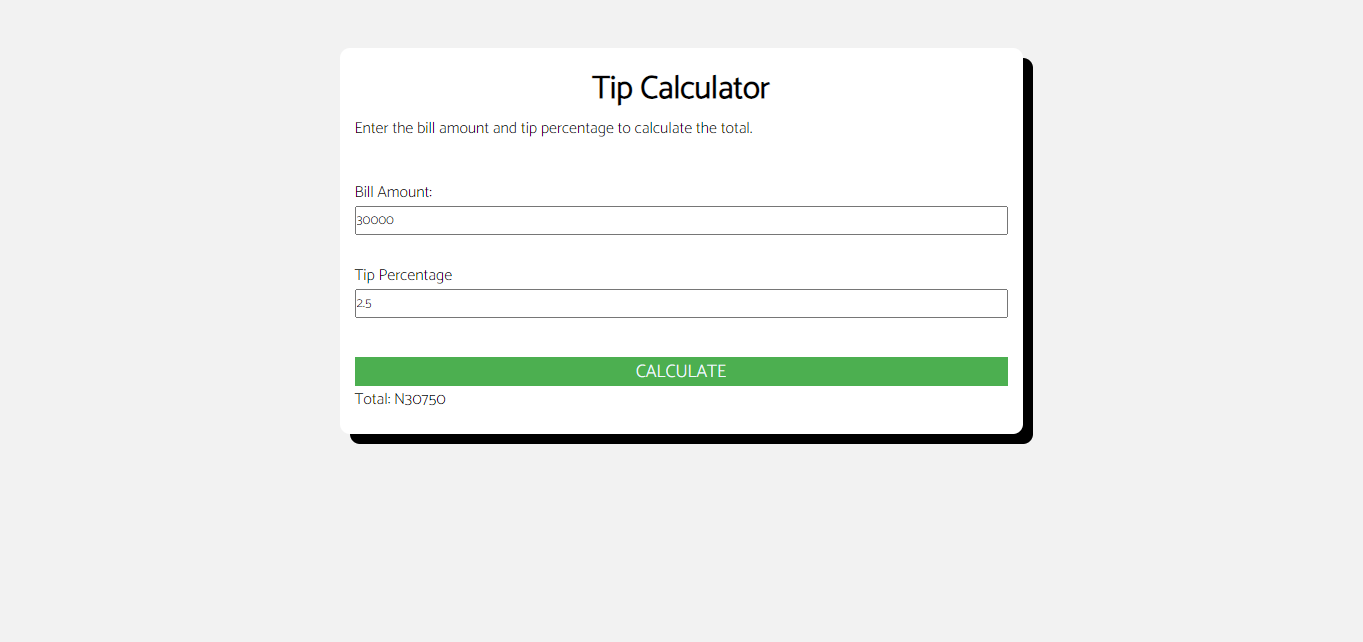 Tip Calculator
Enter the bill amount and tip percentage to calculate the total.
Bill Amount:
30000
Tip Percentage
2.5
CALCULATE
Total: N30750